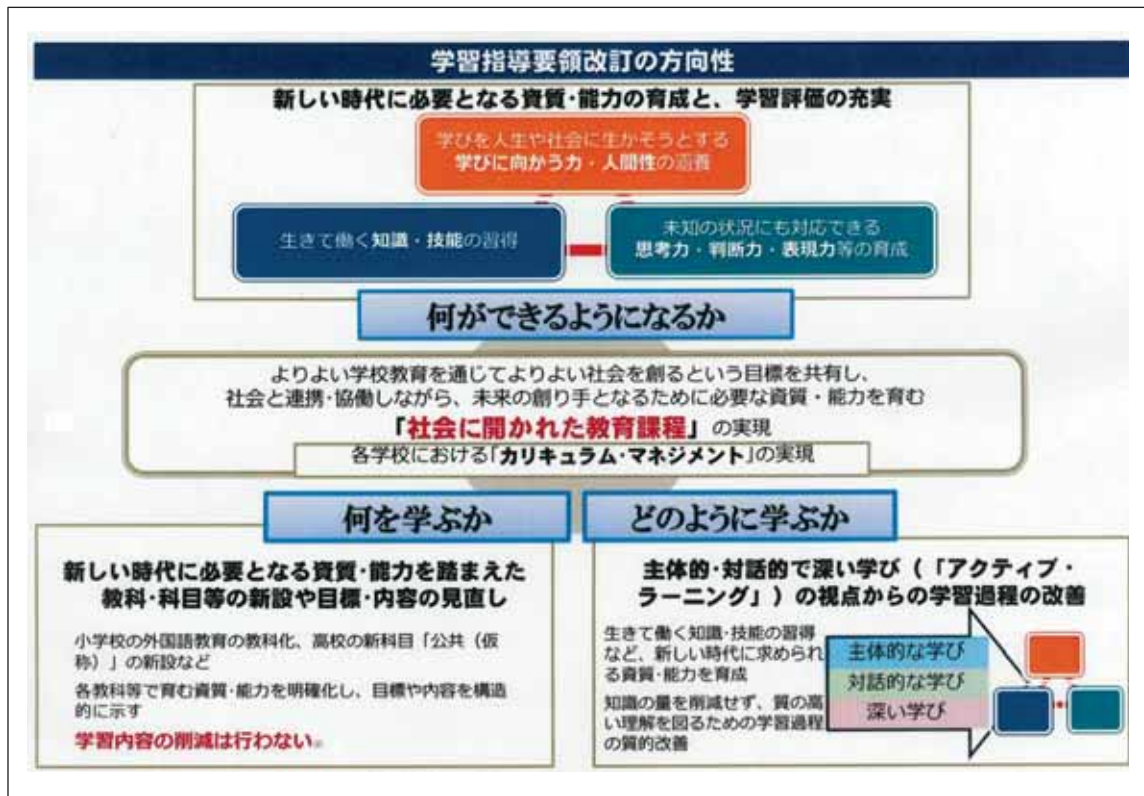 学習指導要領改訂の方向性
新しい時代に必要となる資質･能力の育成と、学習評価の充実
学びを人生や社会に生かそうとする
学びに向かう力・人間性の涵養
生きて働く知識・技能の習得
未知の状況にも対応できる
思考力・判断力・表現力等の育成
何ができるようになるか
よりよい学校教育を通じてよりよい社会を創るという目標を共有し、
社会と連携･協働しながら、未来の創り手となるために必要な資質・能力を育む
「社会に開かれた教育課程」の実現
各学校における「カリキュラム･マネジメント」の実現
何を学ぶか
新しい時代に必要となる資質･能力を踏まえた
教科･科目等の新設や目標･内容の見直し
小学校の外国語教育の教科化、高校の新科目「公共（仮
称）」の新設など
各教科等で育む資質･能力を明確化し、目標や内容を構造
的に示す
学習内容の削減は行わない※
どのように学ぶか
主体的･対話的で深い学び（「アクティブ・
ラーニング」）の視点からの学習過程の改善
生きて働く知識･技能の習得
など、新しい時代に求められ
る資質･能力を育成
知識の量を削減せず、質の高
い理解を図るための学習過程
の質的改善
主体的な学び
対話的な学び
深い学び